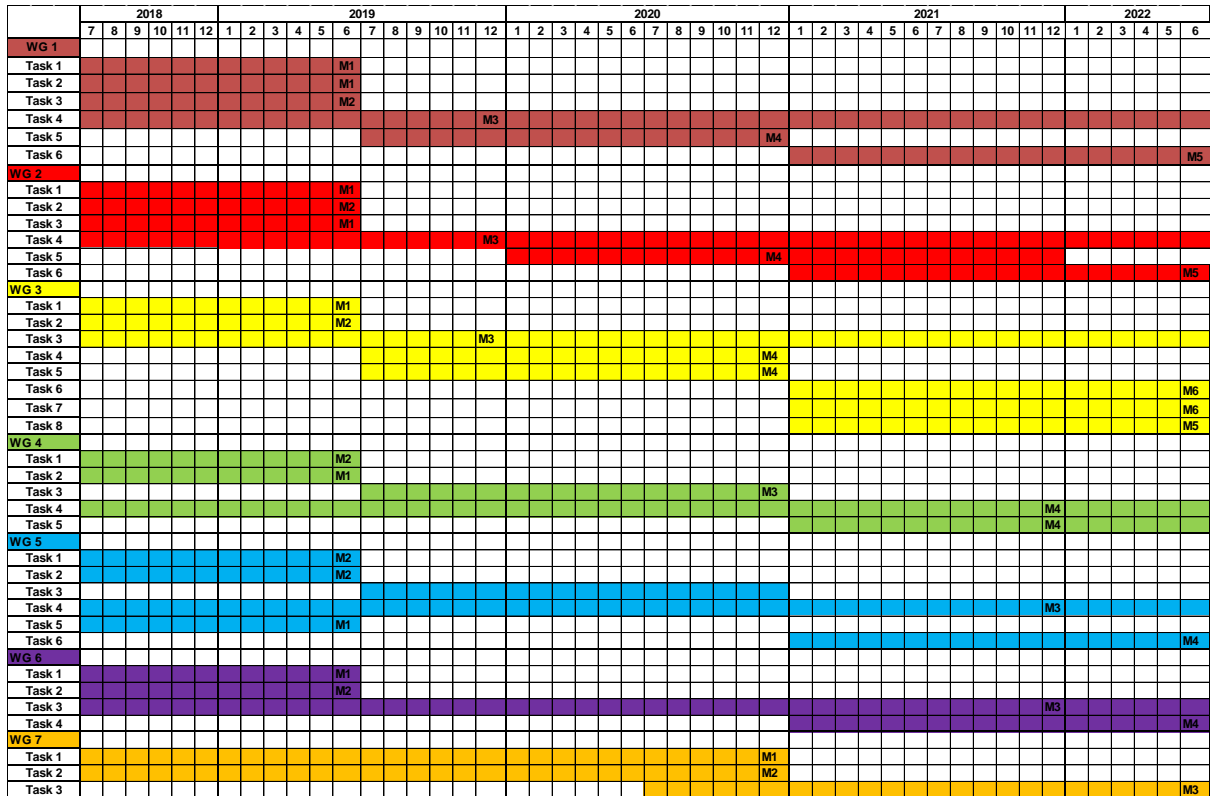 2018 2019 2020 2021 2022
7 8 9 10 11 12 1 2 3 4 5 6 7 8 9 10 11 12 1 2 3 4 5 6 7 8 9 10 11 12 1 2 3 4 5 6 7 8 9 10 11 12 1 2 3 4 5 6
WG 1
Task 1 M1
Task 2 M1
Task 3 M2
Task 4 M3
Task 5 M4
Task 6 M5
WG 2
Task 1 M1
Task 2 M2
Task 3 M1
Task 4 M3
Task 5 M4
Task 6 M5
WG 3
Task 1 M1
Task 2 M2
Task 3 M3
Task 4 M4
Task 5 M4
Task 6 M6
Task 7 M6
Task 8 M5
WG 4
Task 1 M2
Task 2 M1
Task 3 M3
Task 4 M4
Task 5 M4
WG 5
Task 1 M2
Task 2 M2
Task 3
Task 4 M3
Task 5 M1
Task 6 M4
WG 6
Task 1 M1
Task 2 M2
Task 3 M3
Task 4 M4
WG 7
Task 1 M1
Task 2 M2
Task 3 M3